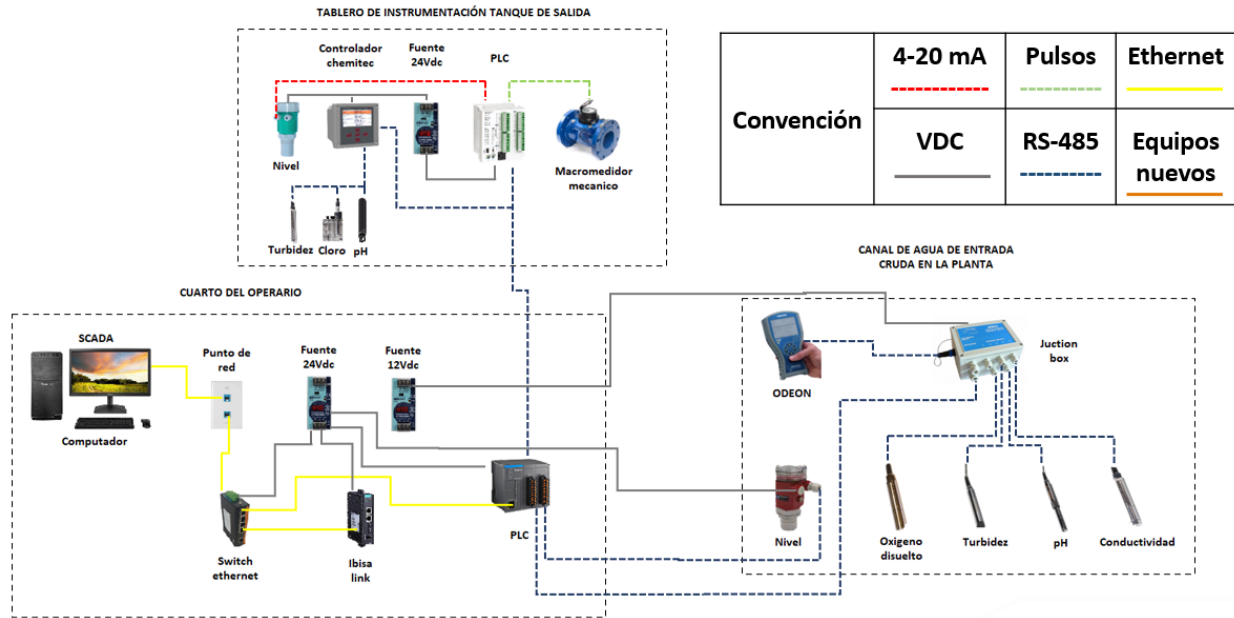 TABLERO DE INSTRUMENTACIÓN TANQUE DE SALIDA
Controlador
chemitec
Fuente
24Vdc
PLC
Nivel
Macromedidor
mecanico
Turbidez
Cloro
pH
Convención
4-20 mA
Pulsos
Ethernet
VDC
RS-485
Equipos
nuevos
CUARTO DEL OPERARIO
SCADA
Punto de
red
Fuente
24Vdc
Fuente
12Vdc
Computador
Switch
ethernet
Ibisa
link
PLC
CANAL DE AGUA DE ENTRADA
CRUDA EN LA PLANTA
ODEON
Juction
box
Nivel
Oxigeno
disuelto
Turbidez
pH
Conductividad